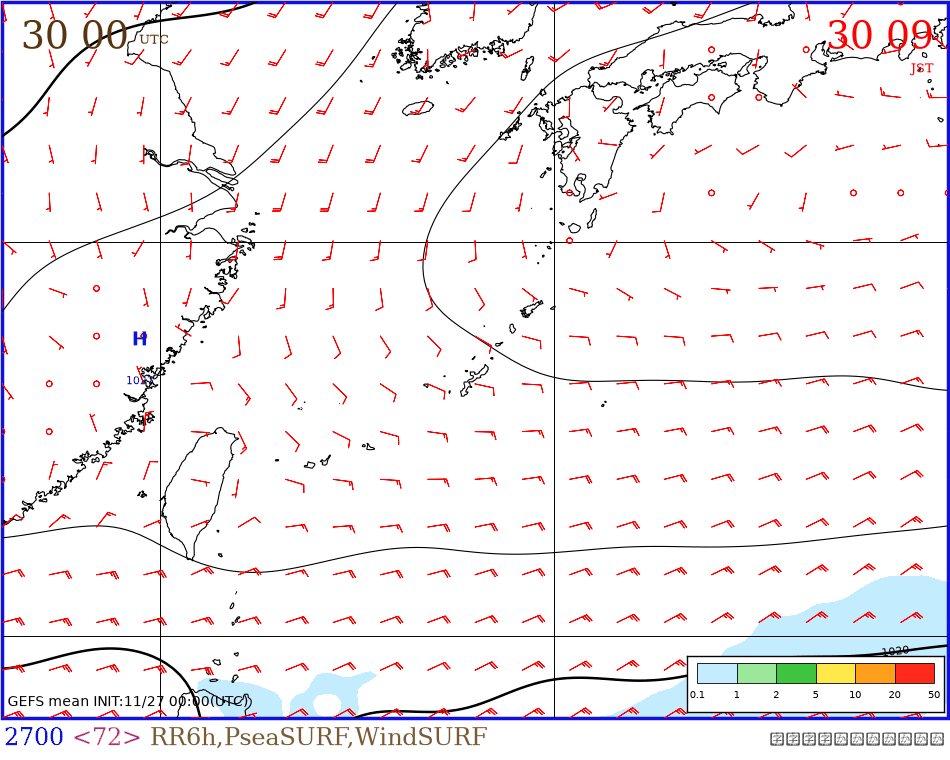 30 00 UTC
30 09
JST
H
1020
GEFS mean INIT:11/27 00:00(UTC)
0.1 1 2 5 10 20 50
2700 <72> RR6h,PseaSURF,WindSURF